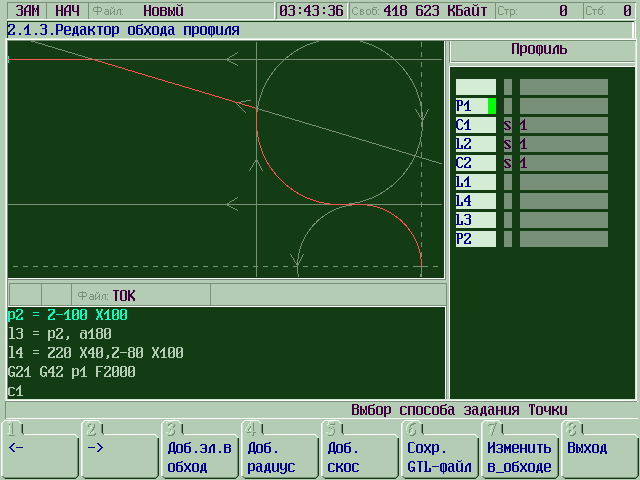 ЗАМ НАЧ Файл: Новый 03:43:36 Своб: 418 623 КБайт Стр: 0 Стб: 0
2.1.3.Редактор обхода профиля
Профиль
P1
C1 S 1
L2 S 1
C2 S 1
L1
L4
L3
P2
Файл: TOK
p2 = Z-100 X100
l3 = p2, a180
l4 = Z20 X40,Z-80 X100
G21 G42 p1 F2000
c1
Выбор способа задания Точки
1 2 3 4 5 6 7 8
<- -> Доб.эл.в Доб. Доб. Сохр. Изменить Выход
обход радиус скос GTL-файл в_обходе